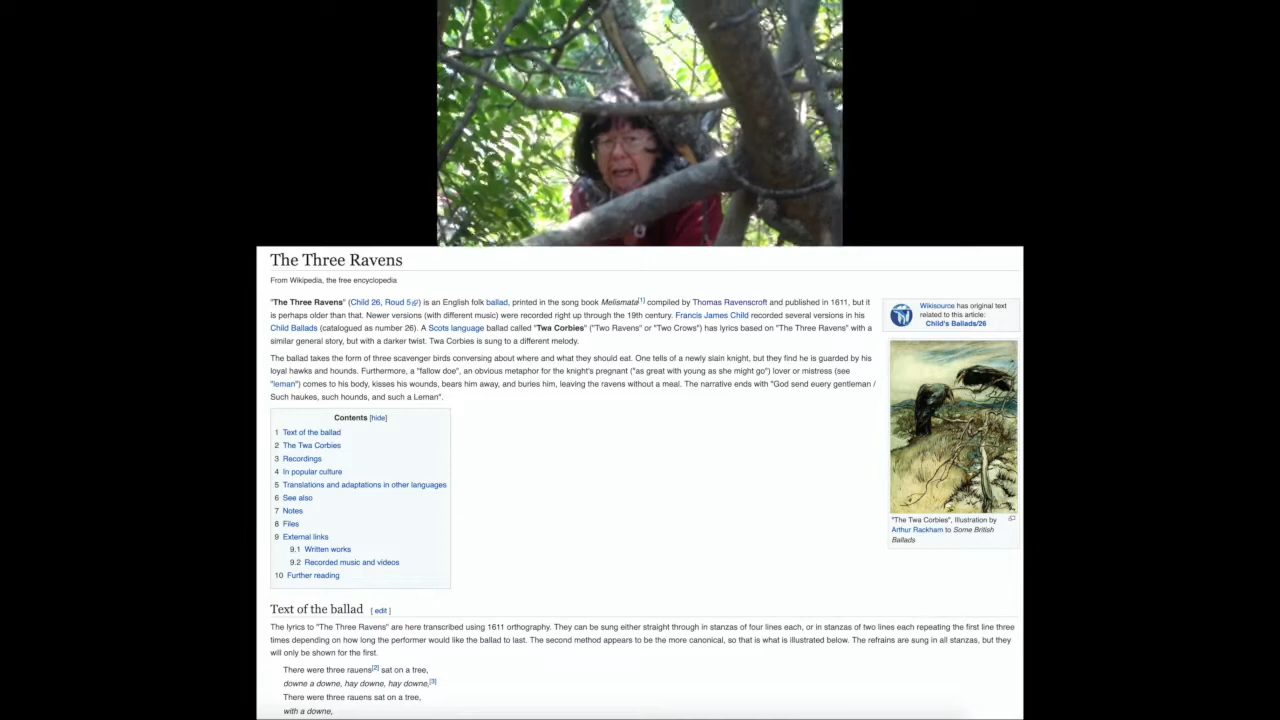 The Three Ravens
From Wikipedia, the free encyclopedia
"The Three Ravens" (Child 26, Roud 5) is an English folk ballad, printed in the song book Melismata[1] compiled by Thomas Ravenscroft and published in 1611, but it
is perhaps older than that. Newer versions (with different music) were recorded right up through the 19th century. Francis James Child recorded several versions in his
Child Ballads (catalogued as number 26). A Scots language ballad called "Twa Corbies" ("Two Ravens" or "Two Crows") has lyrics based on "The Three Ravens" with a
similar general story, but with a darker twist. Twa Corbies is sung to a different melody.
The ballad takes the form of three scavenger birds conversing about where and what they should eat. One tells of a newly slain knight, but they find he is guarded by his
loyal hawks and hounds. Furthermore, a "fallow doe", an obvious metaphor for the knight's pregnant ("as great with young as she might go") lover or mistress (see
"leman") comes to his body, kisses his wounds, bears him away, and buries him, leaving the ravens without a meal. The narrative ends with "God send euery gentleman /
Such haukes, such hounds, and such a Leman".
Wikisource has original text
related to this article:
Child's Ballads/26
"The Twa Corbies", Illustration by
Arthur Rackham to Some British
Ballads
Contents [hide]
1 Text of the ballad
2 The Twa Corbies
3 Recordings
4 In popular culture
5 Translations and adaptations in other languages
6 See also
7 Notes
8 Files
9 External links
9.1 Written works
9.2 Recorded music and videos
10 Further reading
Text of the ballad [ edit ]
The lyrics to "The Three Ravens" are here transcribed using 1611 orthography. They can be sung either straight through in stanzas of four lines each, or in stanzas of two lines each repeating the first line three
times depending on how long the performer would like the ballad to last. The second method appears to be the more canonical, so that is what is illustrated below. The refrains are sung in all stanzas, but they
will only be shown for the first.
There were three rauens[2] sat on a tree,
downe a downe, hay downe, hay downe,[3]
There were three rauens sat on a tree,
with a downe,